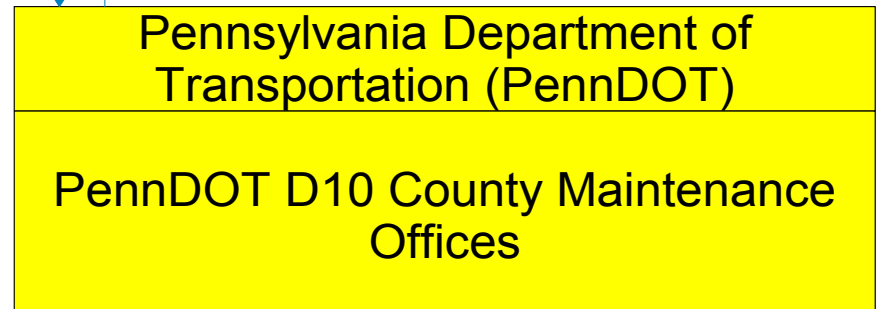 Pennsylvania Department of
Transportation (PennDOT)
PennDOT D10 County Maintenance
Offices